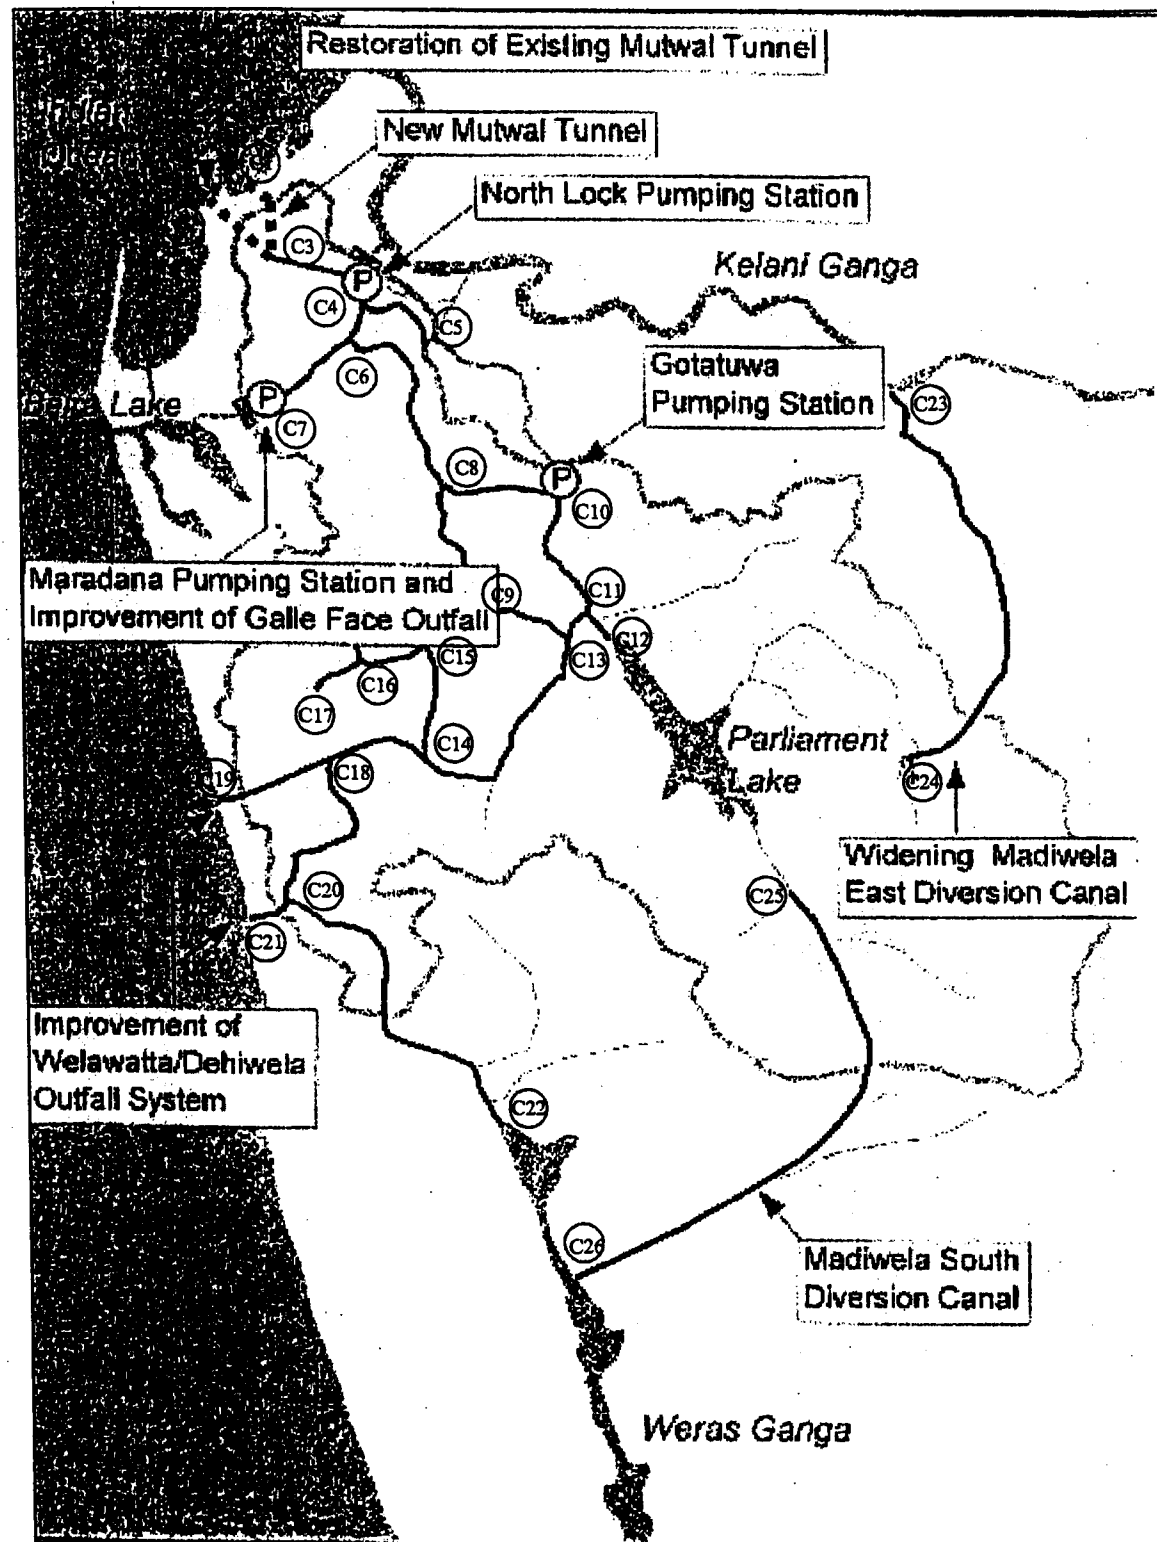 Restoration of Existing Mutwal Tunnel
Indian
New Mutwal Tunnel
North Lock Pumping Station
C3
Kelani Ganga
P
C4
C5
Gotatuwa
Pumping Station
C6
C23
Beira Lake
P
C7
C8
P
C10
Maradana Pumping Station and
Improvement of Galle Face Outfall
C9
C11
C12
C13
C15
C16
C17
C14
Parliament
Lake
C18
C19
C24
Widening Madiwela
East Diversion Canal
C20
C25
C21
Improvement of
Welawatta/Dehiwela
Outfall System
C22
C26
Madiwela South
Diversion Canal
Weras Ganga